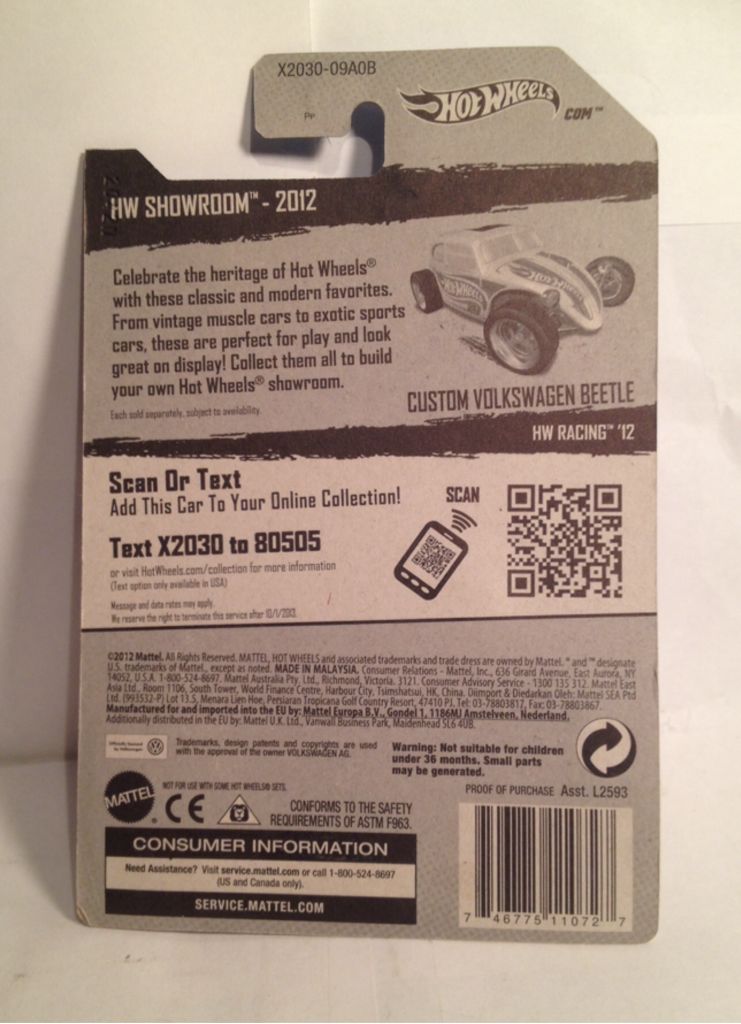 X2030-09A0B
PP
HOT WHEELS
.COM™
HW SHOWROOM™ - 2012
Celebrate the heritage of Hot Wheels®
with these classic and modern favorites.
From vintage muscle cars to exotic sports
cars, these are perfect for play and look
great on display! Collect them all to build
your own Hot Wheels® showroom.
Each sold separately, subject to availability.
HOT WHEELS
HOT WHEELS
CUSTOM VOLKSWAGEN BEETLE
HW RACING™ '12
Scan Or Text
Add This Car To Your Online Collection!
SCAN
Text X2030 to 80505
or visit HotWheels.com/collection for more information
(Text option only available in USA)
Message and data rates may apply.
We reserve the right to terminate this service after 10/1/2013.
©2012 Mattel. All Rights Reserved. MATTEL, HOT WHEELS and associated trademarks and trade dress are owned by Mattel. ® and ™ designate
U.S. trademarks of Mattel, except as noted. MADE IN MALAYSIA. Consumer Relations - Mattel, Inc., 636 Girard Avenue, East Aurora, NY
14052, U.S.A. 1-800-524-8697. Mattel Australia Pty. Ltd., Richmond, Victoria. 3121. Consumer Advisory Service - 1300 135 312. Mattel East
Asia Ltd., Room 1106, South Tower, World Finance Centre, Harbour City, Tsimshatsui, HK, China. Diimport & Diedarkan Oleh: Mattel SEA Ptd
Ltd. (993532-P) Lot 13.5, Menara Lien Hoe, Persiaran Tropicana Golf Country Resort, 47410 PJ. Tel: 03-78803817, Fax: 03-78803867.
Manufactured for and imported into the EU by: Mattel Europa B.V., Gondel 1, 1186MJ Amstelveen, Nederland.
Additionally distributed in the EU by: Mattel U.K. Ltd., Vanwall Business Park, Maidenhead SL6 4UB.
Officially licensed
by Volkswagen
Trademarks, design patents and copyrights are used
with the approval of the owner VOLKSWAGEN AG.
Warning: Not suitable for children
under 36 months. Small parts
may be generated.
MATTEL®
NOT FOR USE WITH SOME HOT WHEELS® SETS.
CE
CONFORMS TO THE SAFETY
REQUIREMENTS OF ASTM F963.
PROOF OF PURCHASE Asst. L2593
CONSUMER INFORMATION
Need Assistance? Visit service.mattel.com or call 1-800-524-8697
(US and Canada only).
SERVICE.MATTEL.COM
7 46775 11072 7